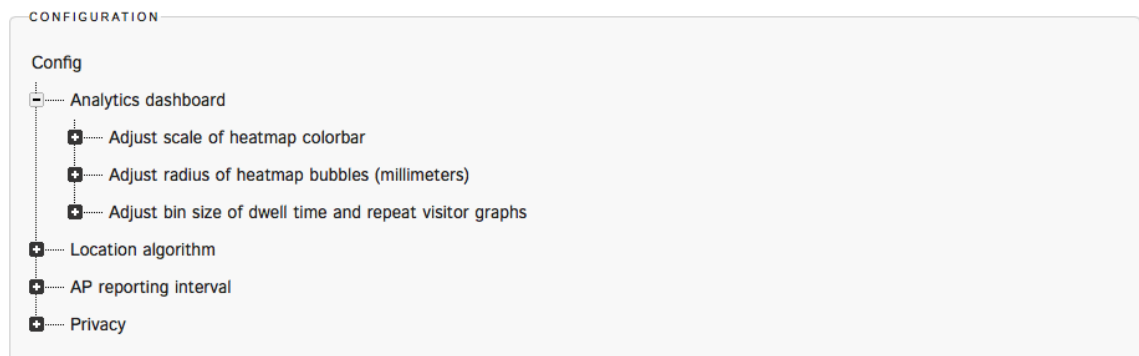 CONFIGURATION
Config
Analytics dashboard
Adjust scale of heatmap colorbar
Adjust radius of heatmap bubbles (millimeters)
Adjust bin size of dwell time and repeat visitor graphs
Location algorithm
AP reporting interval
Privacy